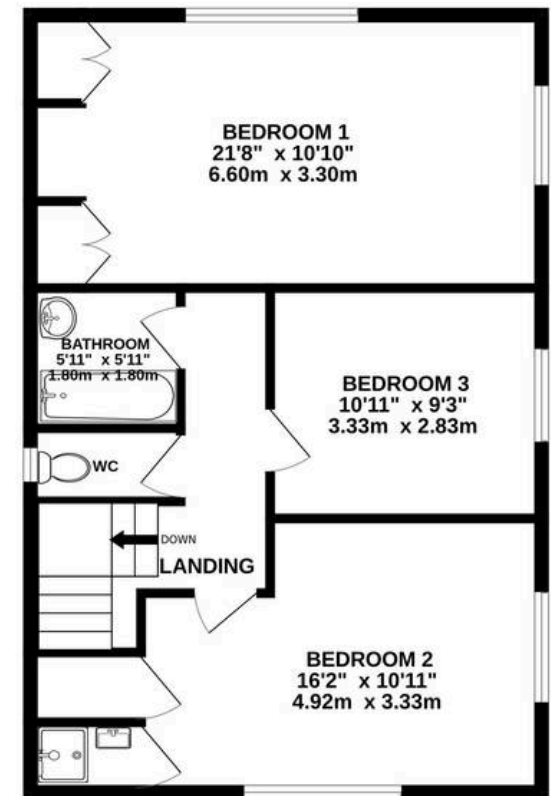 BEDROOM 1
21'8" x 10'10"
6.60m x 3.30m
BATHROOM
5'11" x 5'11"
1.80m x 1.80m
BEDROOM 3
10'11" x 9'3"
3.33m x 2.83m
WC
DOWN
LANDING
BEDROOM 2
16'2" x 10'11"
4.92m x 3.33m